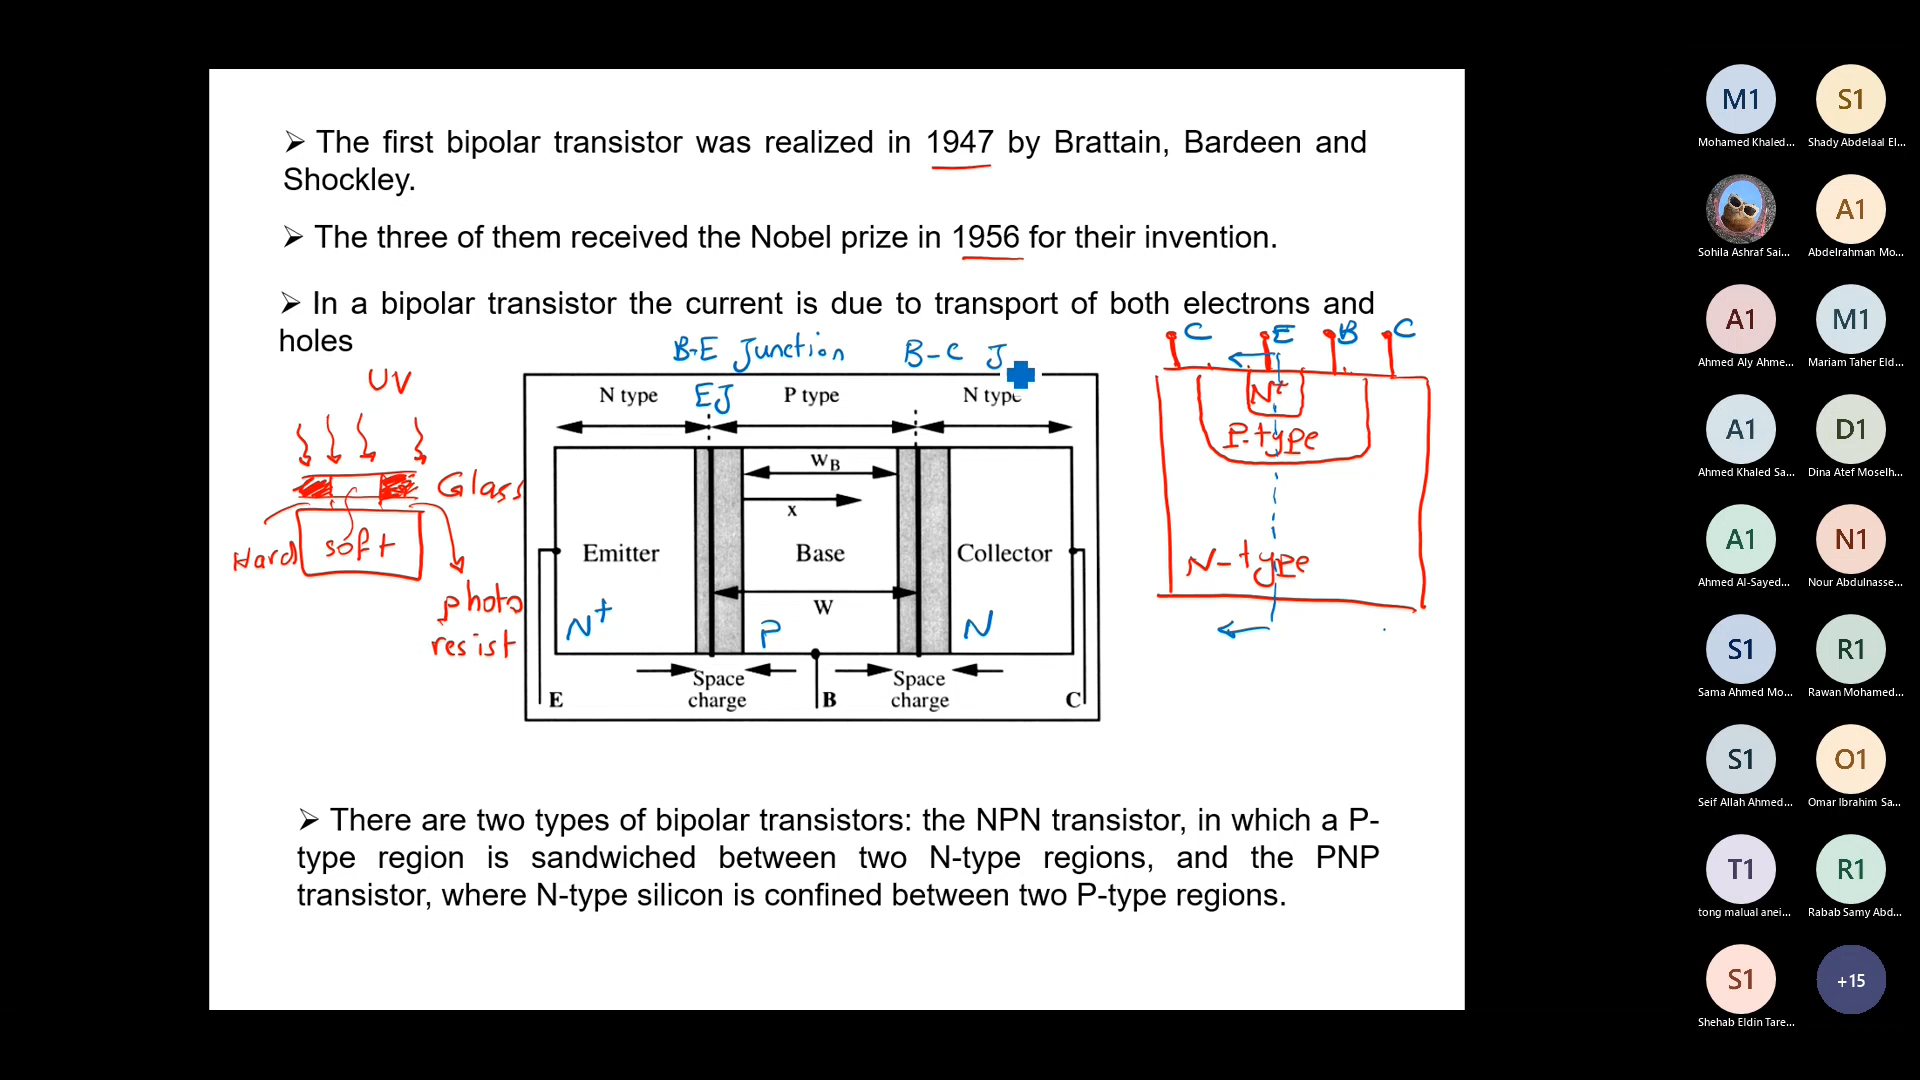 ➢ The first bipolar transistor was realized in 1947 by Brattain, Bardeen and
Shockley.
➢ The three of them received the Nobel prize in 1956 for their invention.
➢ In a bipolar transistor the current is due to transport of both electrons and
holes
B-E Junction
B-C J
UV
Glass
Hard
soft
photo
resist
N type
EJ
P type
N type
WB
x
Emitter
Base
Collector
W
N+
P
N
Space
charge
Space
charge
E
B
C
C
E
B
C
N+
P-type
N-type
➢ There are two types of bipolar transistors: the NPN transistor, in which a P-
type region is sandwiched between two N-type regions, and the PNP
transistor, where N-type silicon is confined between two P-type regions.
M1
Mohamed Khaled...
S1
Shady Abdelaal El...
Sohila Ashraf Sai...
A1
Abdelrahman Mo...
A1
Ahmed Aly Ahme...
M1
Mariam Taher Eld...
A1
Ahmed Khaled Sa...
D1
Dina Atef Moselh...
A1
Ahmed Al-Sayed...
N1
Nour Abdulnasse...
S1
Sama Ahmed Mo...
R1
Rawan Mohamed...
S1
Seif Allah Ahmed...
O1
Omar Ibrahim Sa...
T1
tong malual anei...
R1
Rabab Samy Abd...
S1
Shehab Eldin Tare...
+15